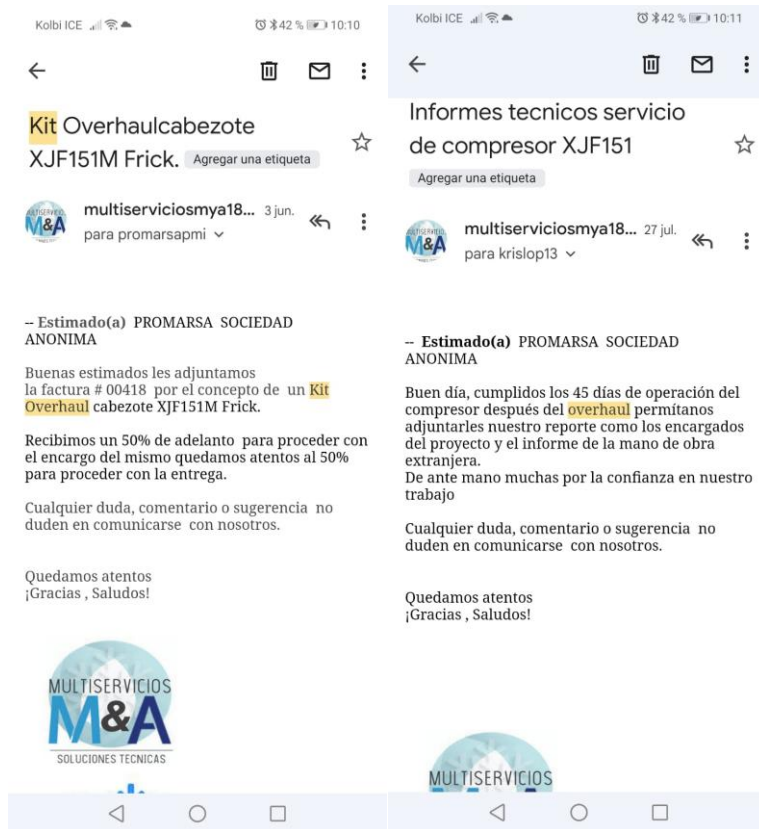 Kolbi ICE
42 % 10:10
Kit Overhaulcabezote
XJF151M Frick. Agregar una etiqueta
multiserviciosmya18... 3 jun.
para promarsapmi
M&A
-- Estimado(a) PROMARSA SOCIEDAD
ANONIMA
Buenas estimados les adjuntamos
la factura # 00418 por el concepto de un Kit
Overhaul cabezote XJF151M Frick.
Recibimos un 50% de adelanto para proceder con
el encargo del mismo quedamos atentos al 50%
para proceder con la entrega.
Cualquier duda, comentario o sugerencia no
duden en comunicarse con nosotros.
Quedamos atentos
¡Gracias , Saludos!
MULTISERVICIOS
M&A
SOLUCIONES TECNICAS
Kolbi ICE
42 % 10:11
Informes tecnicos servicio
de compresor XJF151
Agregar una etiqueta
multiserviciosmya18... 27 jul.
para krislop13
M&A
-- Estimado(a) PROMARSA SOCIEDAD
ANONIMA
Buen día, cumplidos los 45 días de operación del
compresor después del overhaul permítanos
adjuntarles nuestro reporte como los encargados
del proyecto y el informe de la mano de obra
extranjera.
De ante mano muchas por la confianza en nuestro
trabajo
Cualquier duda, comentario o sugerencia no
duden en comunicarse con nosotros.
Quedamos atentos
¡Gracias , Saludos!
MULTISERVICIOS